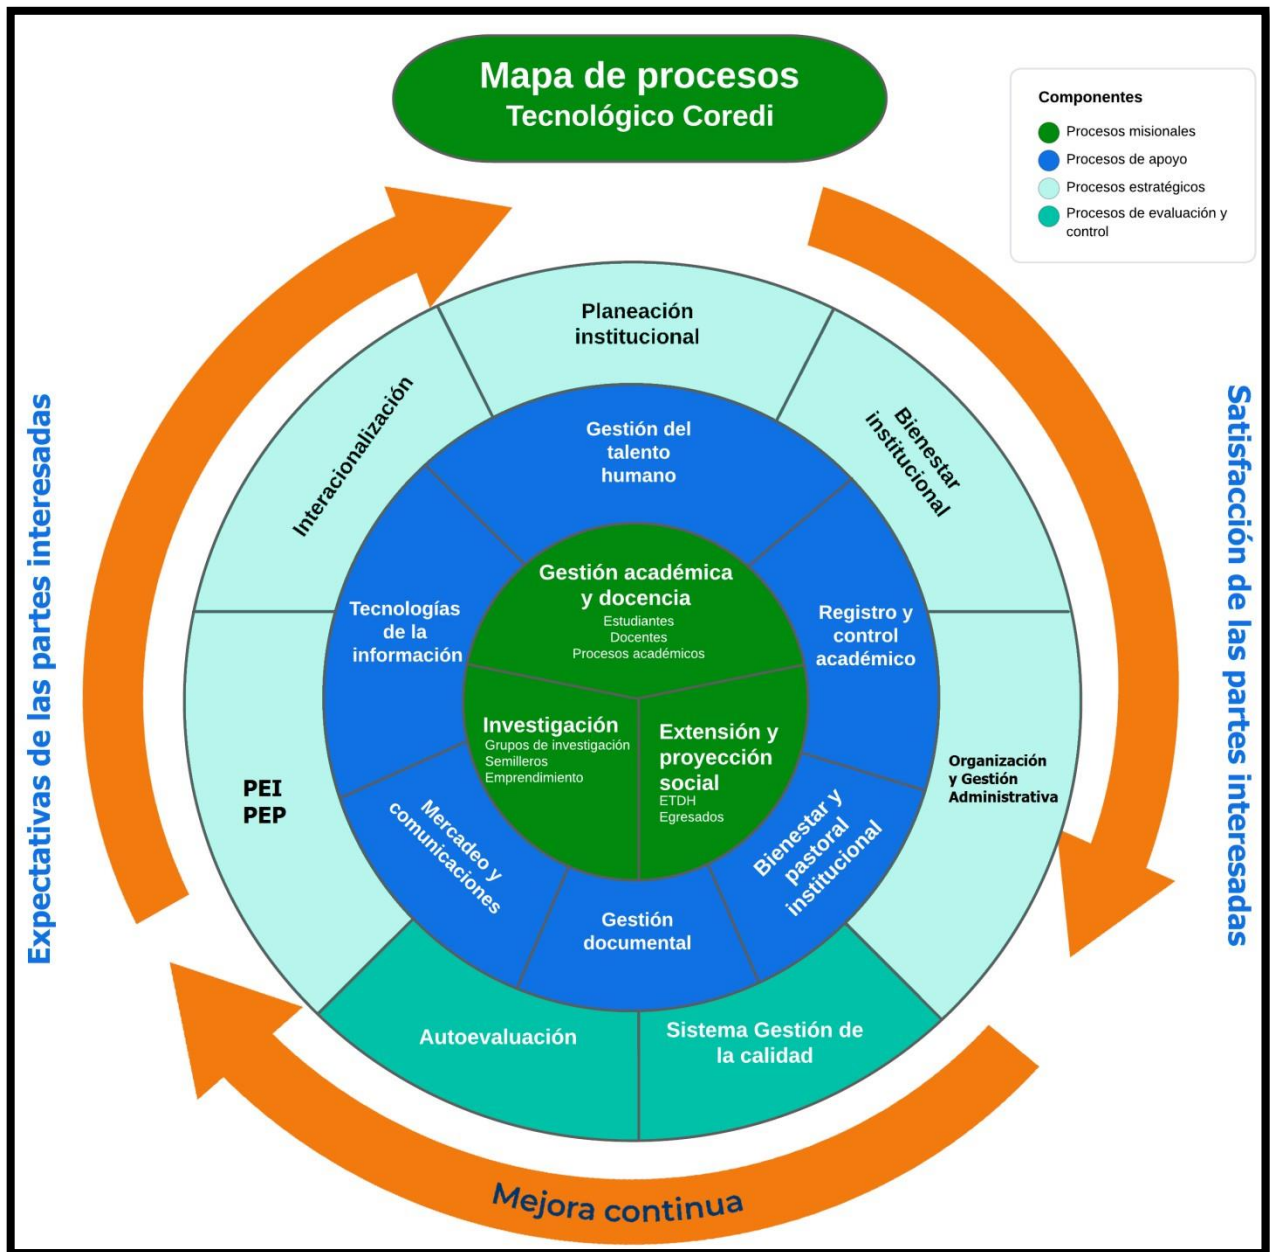 Mapa de procesos
Tecnológico Coredi
Componentes
Procesos misionales
Procesos de apoyo
Procesos estratégicos
Procesos de evaluación y
control
Expectativas de las partes interesadas
Satisfacción de las partes interesadas
Planeación
institucional
Interacionalización
Bienestar
institucional
Gestión del
talento
humano
Gestión académica
y docencia
Estudiantes
Docentes
Procesos académicos
Tecnologías
de la
información
Registro y
control
académico
Investigación
Grupos de investigación
Semilleros
Emprendimiento
Extensión y
proyección
social
ETDH
Egresados
PEI
PEP
Organización
y Gestión
Administrativa
Mercadeo y
comunicaciones
Bienestar y
pastoral
institucional
Gestión
documental
Autoevaluación
Sistema Gestión de
la calidad
Mejora continua